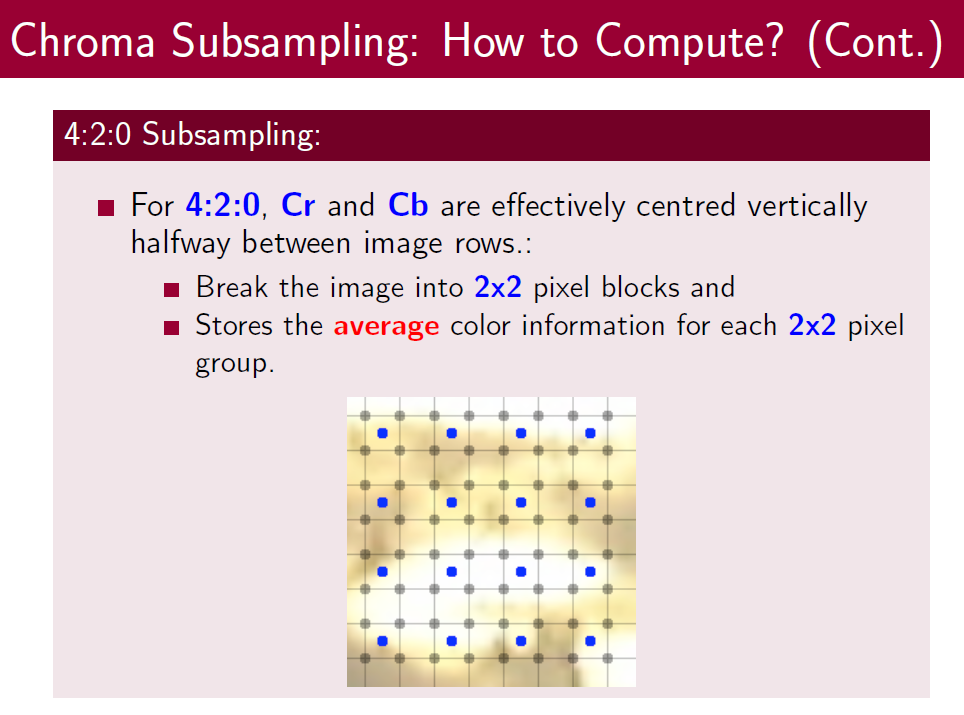 Chroma Subsampling: How to Compute? (Cont.)
4:2:0 Subsampling:
For 4:2:0, Cr and Cb are effectively centred vertically
halfway between image rows.:
Break the image into 2x2 pixel blocks and
Stores the average color information for each 2x2 pixel
group.